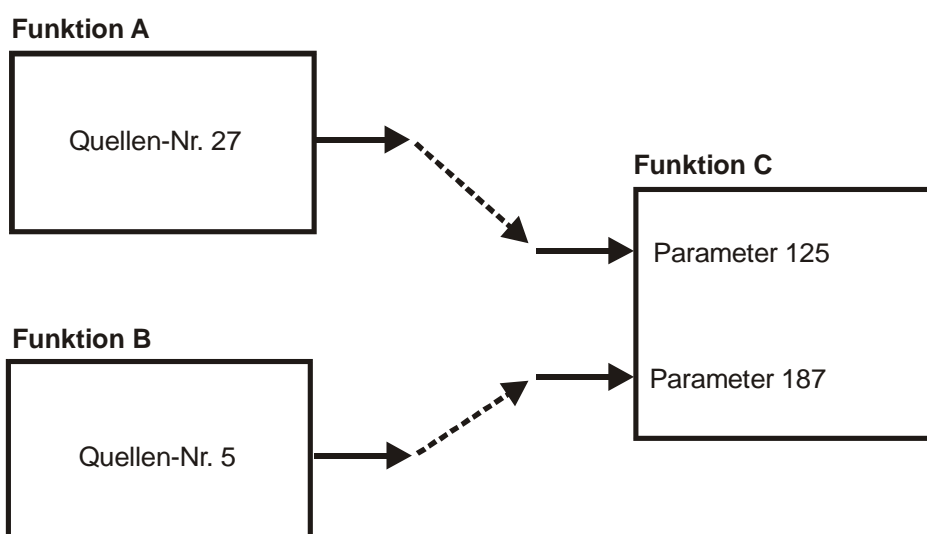 Funktion A
Quellen-Nr. 27
Funktion C
Parameter 125
Funktion B
Parameter 187
Quellen-Nr. 5